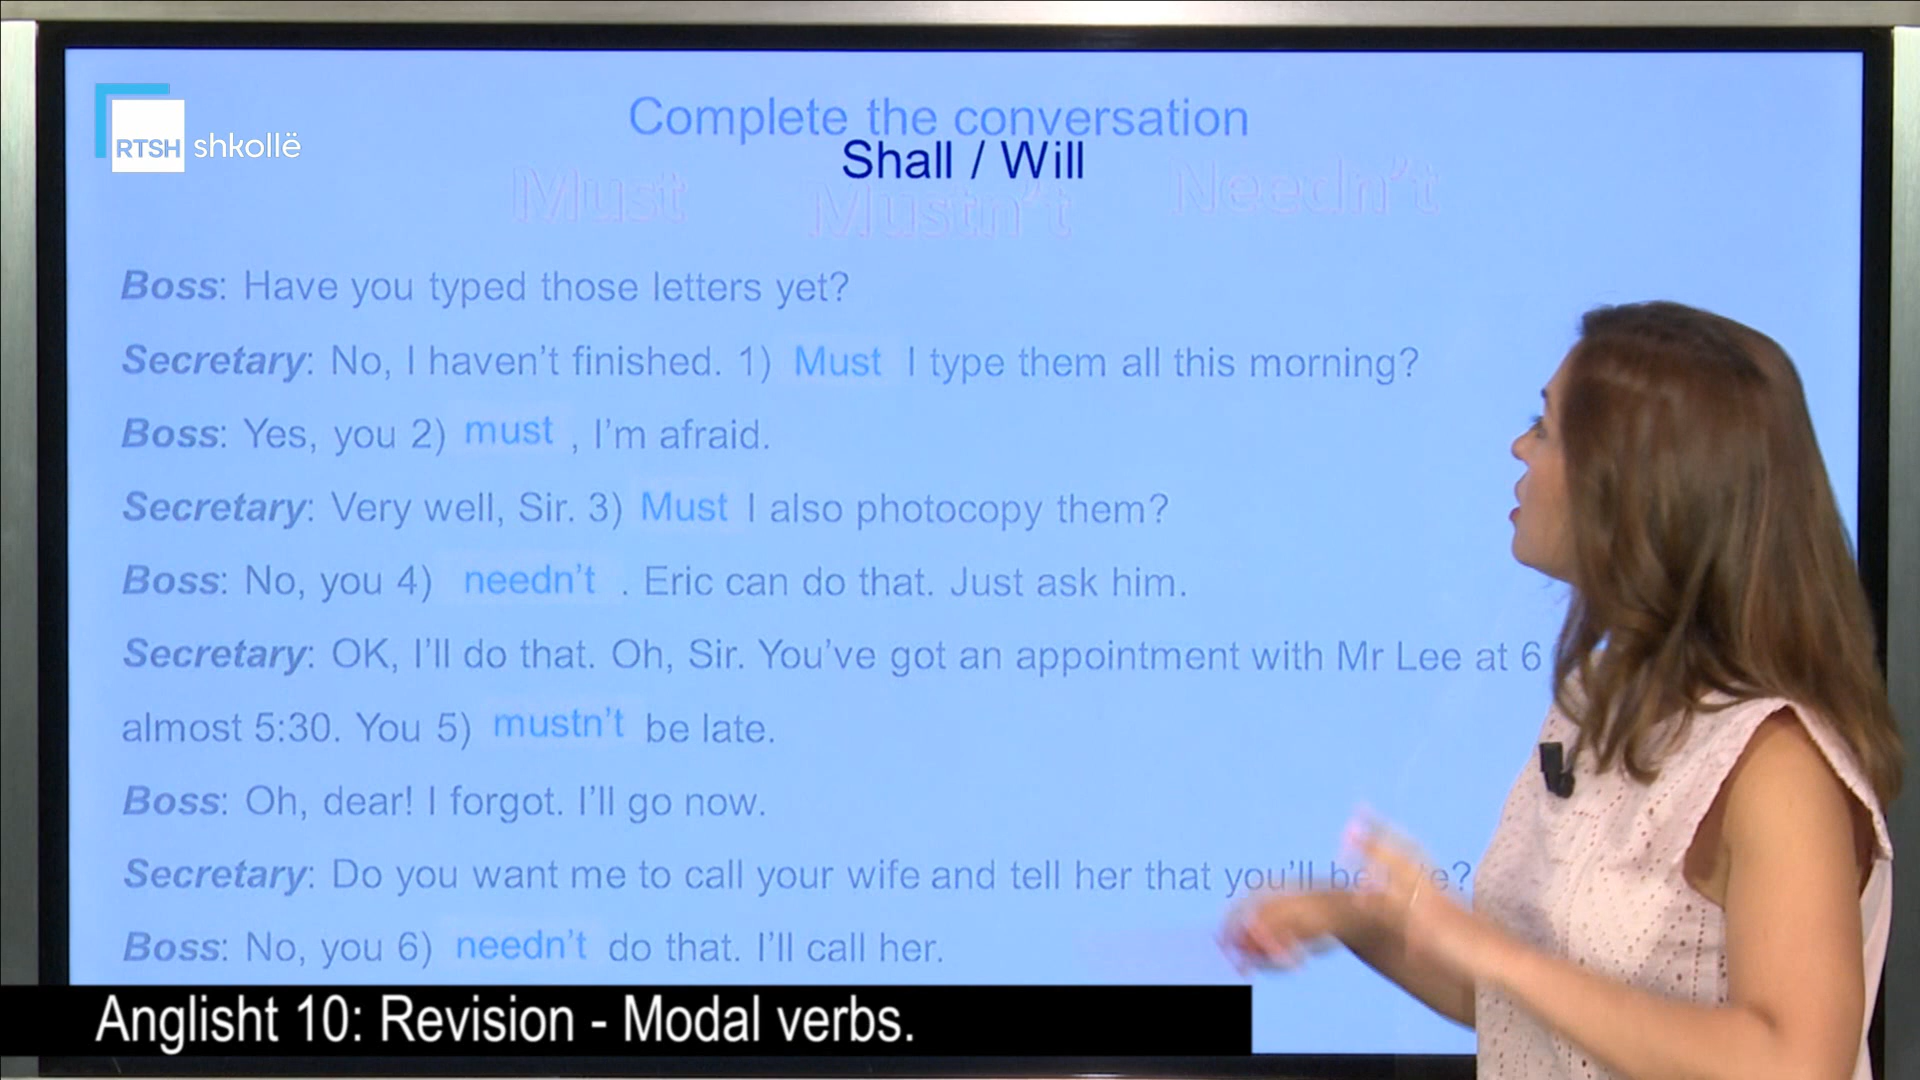 RTSH shkollë
Complete the conversation
Shall / Will
Must Mustn't Needn't
Boss: Have you typed those letters yet?
Secretary: No, I haven't finished. 1) Must I type them all this morning?
Boss: Yes, you 2) must , I'm afraid.
Secretary: Very well, Sir. 3) Must I also photocopy them?
Boss: No, you 4) needn't . Eric can do that. Just ask him.
Secretary: OK, I'll do that. Oh, Sir. You've got an appointment with Mr Lee at 6
almost 5:30. You 5) mustn't be late.
Boss: Oh, dear! I forgot. I'll go now.
Secretary: Do you want me to call your wife and tell her that you'll be
Boss: No, you 6) needn't do that. I'll call her.
Anglisht 10: Revision - Modal verbs.